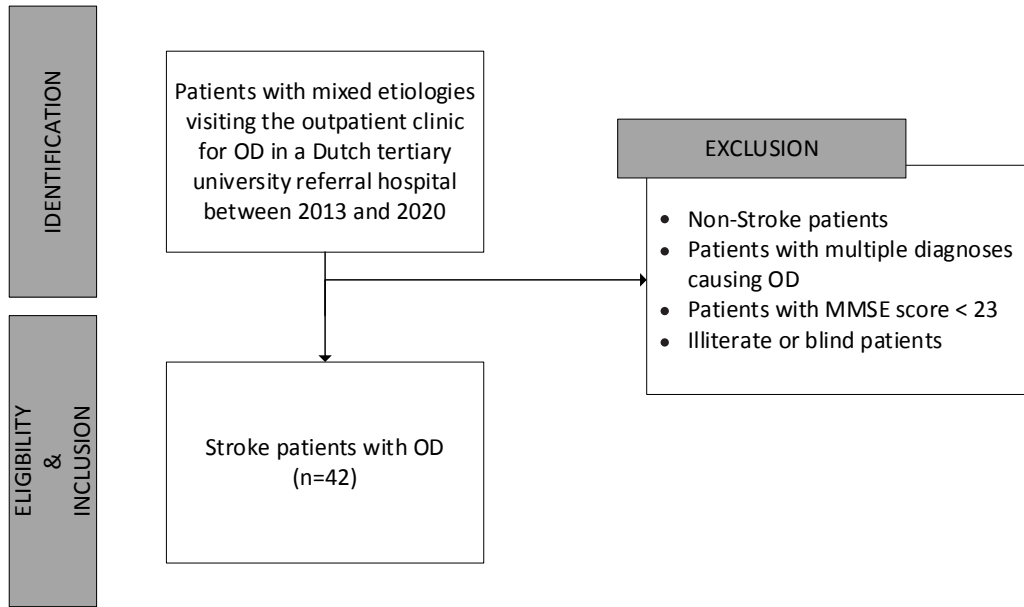 IDENTIFICATION
Patients with mixed etiologies
visiting the outpatient clinic
for OD in a Dutch tertiary
university referral hospital
between 2013 and 2020
EXCLUSION
• Non-Stroke patients
• Patients with multiple diagnoses
causing OD
• Patients with MMSE score < 23
• Illiterate or blind patients
ELIGIBILITY
&
INCLUSION
Stroke patients with OD
(n=42)